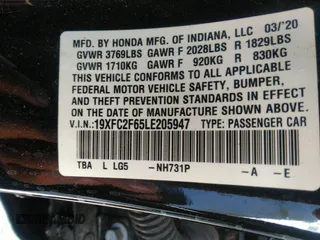 MFD. BY HONDA MFG. OF INDIANA, LLC 03/'20
GVWR 3769LBS GAWR F 2028LBS R 1829LBS
GVWR 1710KG GAWR F 920KG R 830KG
THIS VEHICLE CONFORMS TO ALL APPLICABLE
FEDERAL MOTOR VEHICLE SAFETY, BUMPER,
AND THEFT PREVENTION STANDARDS IN EFFECT
ON THE DATE OF MANUFACTURE SHOWN ABOVE.
V.I.N.: 19XFC2F65LE205947 TYPE: PASSENGER CAR
TBA L LG5 -NH731P -A -E